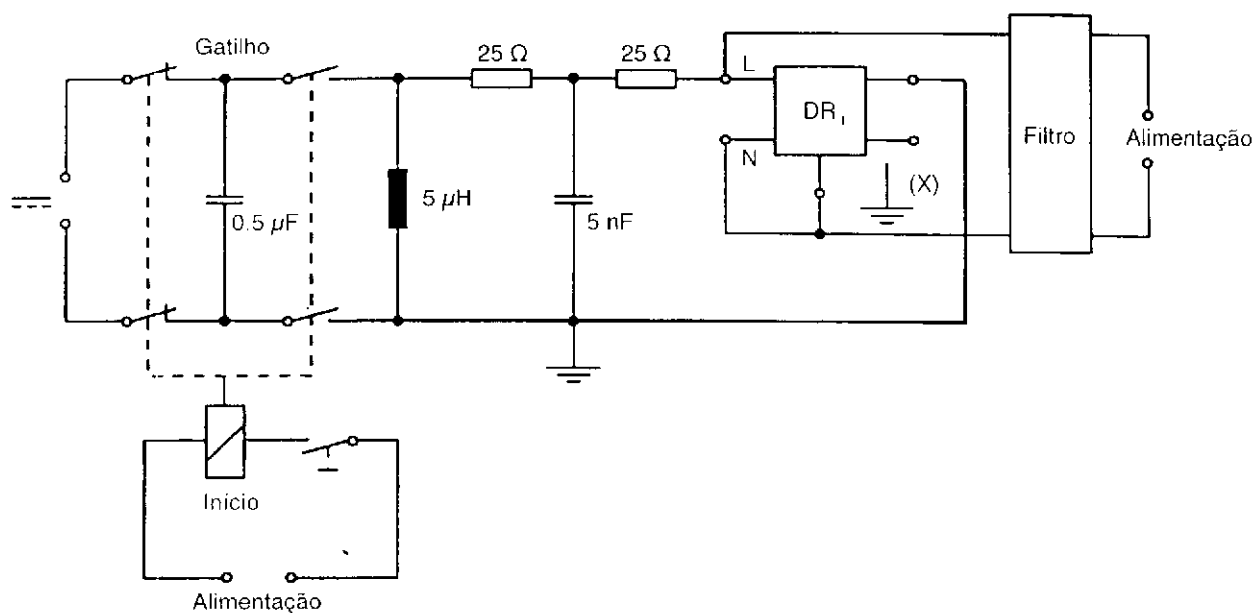 Gatilho
25 Ω
25 Ω
L
DR₁
N
(X)
Filtro
Alimentação
0.5 µF
5 µH
5 nF
Início
Alimentação